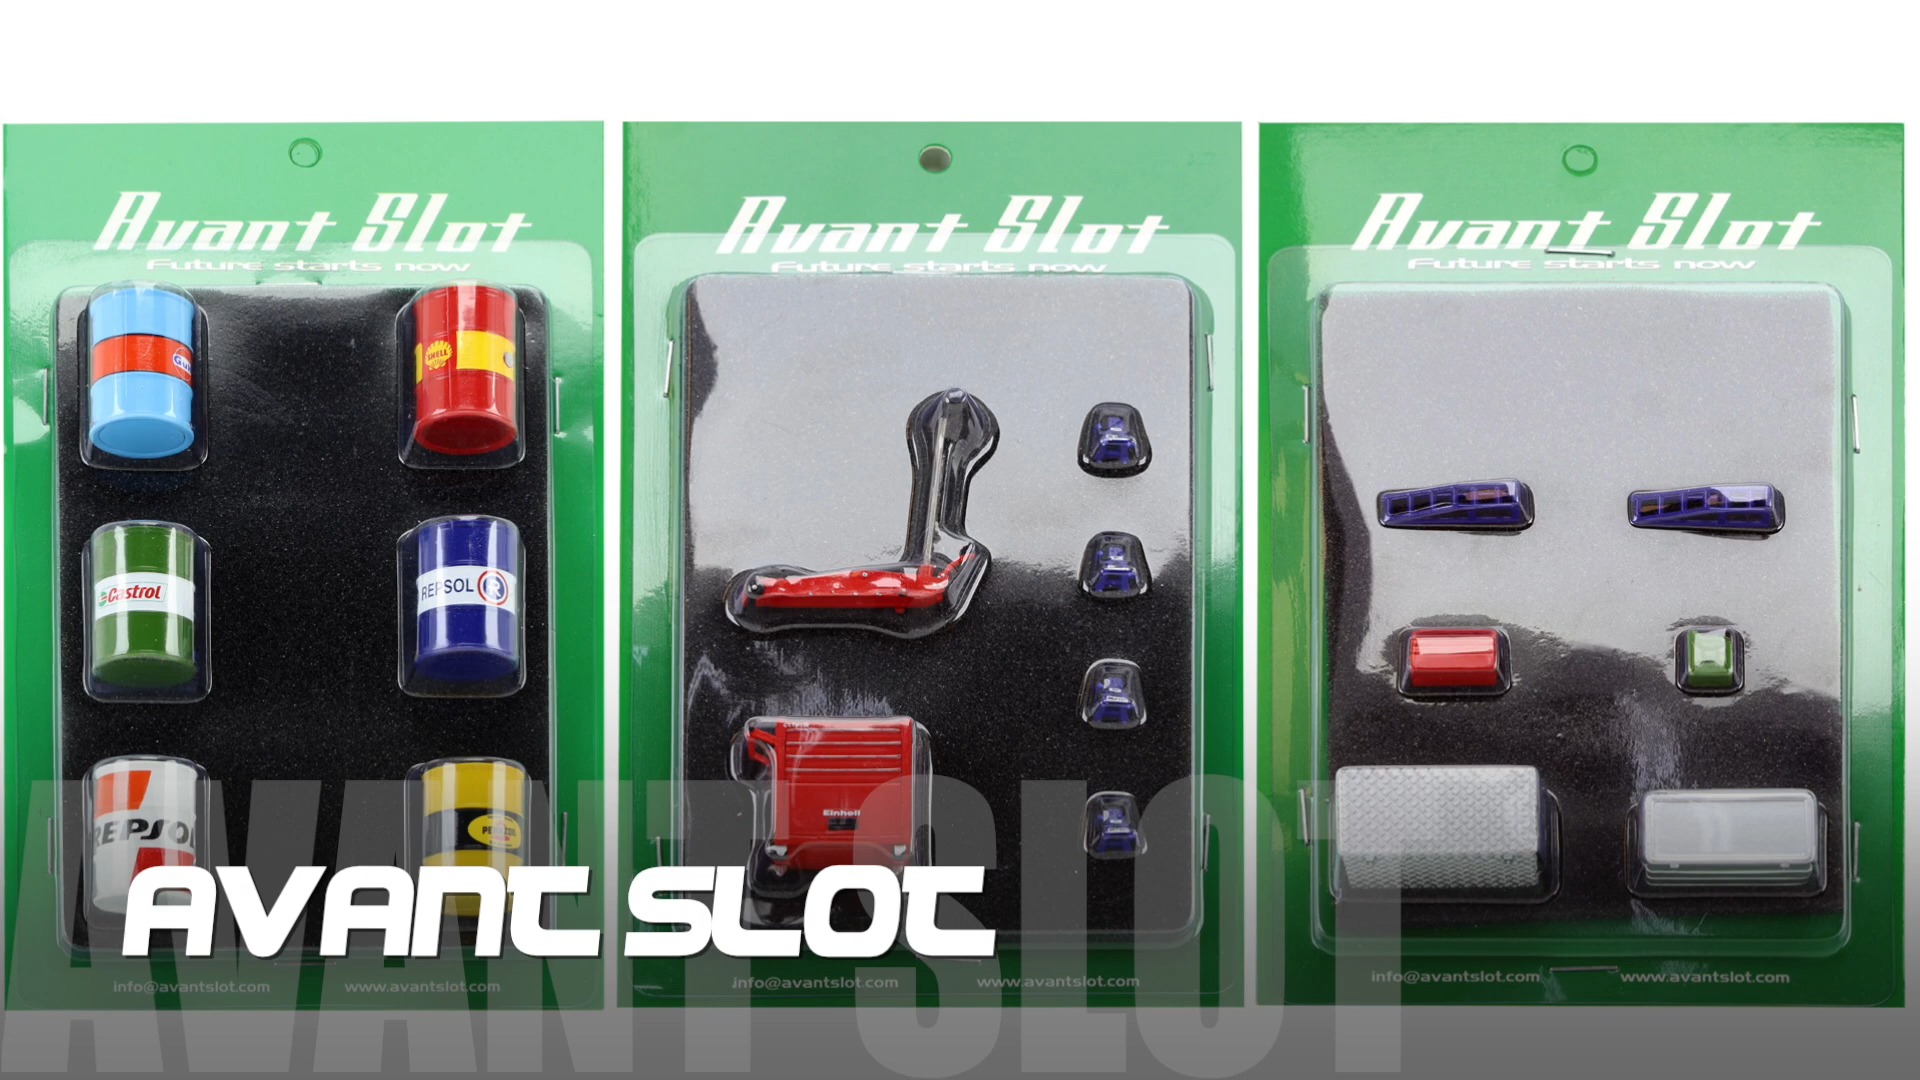 Avant Slot
Future starts now
Gu
SHELL
Castrol
REPSOL
R
REPSO
PENNZOIL
info@avantslot.com
www.avantslot.com
Avant Slot
Future starts now
Einhell
info@avantslot.com
www.avantslot.com
Avant Slot
Future starts now
info@avantslot.com
www.avantslot.com
AVANT SLOT
AVANT SLOT